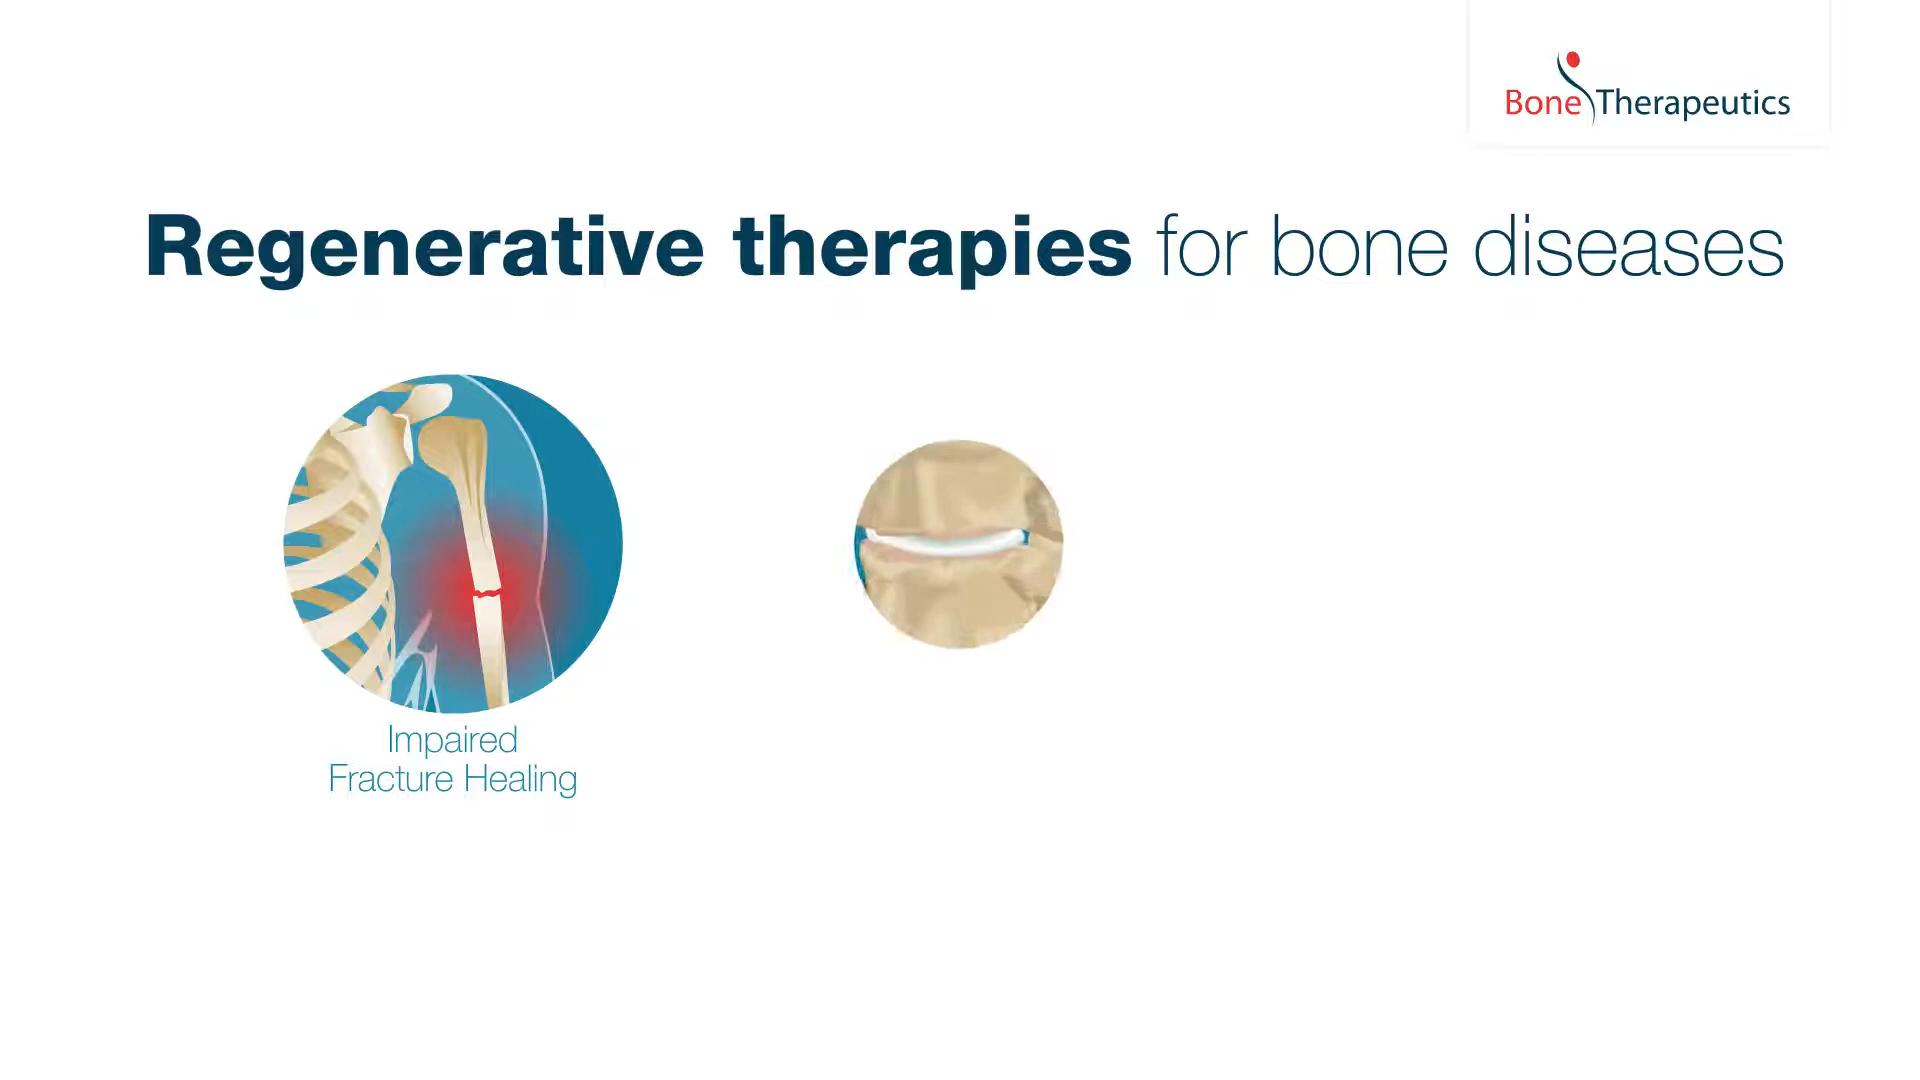 Bone Therapeutics
Regenerative therapies for bone diseases
Impaired
Fracture Healing